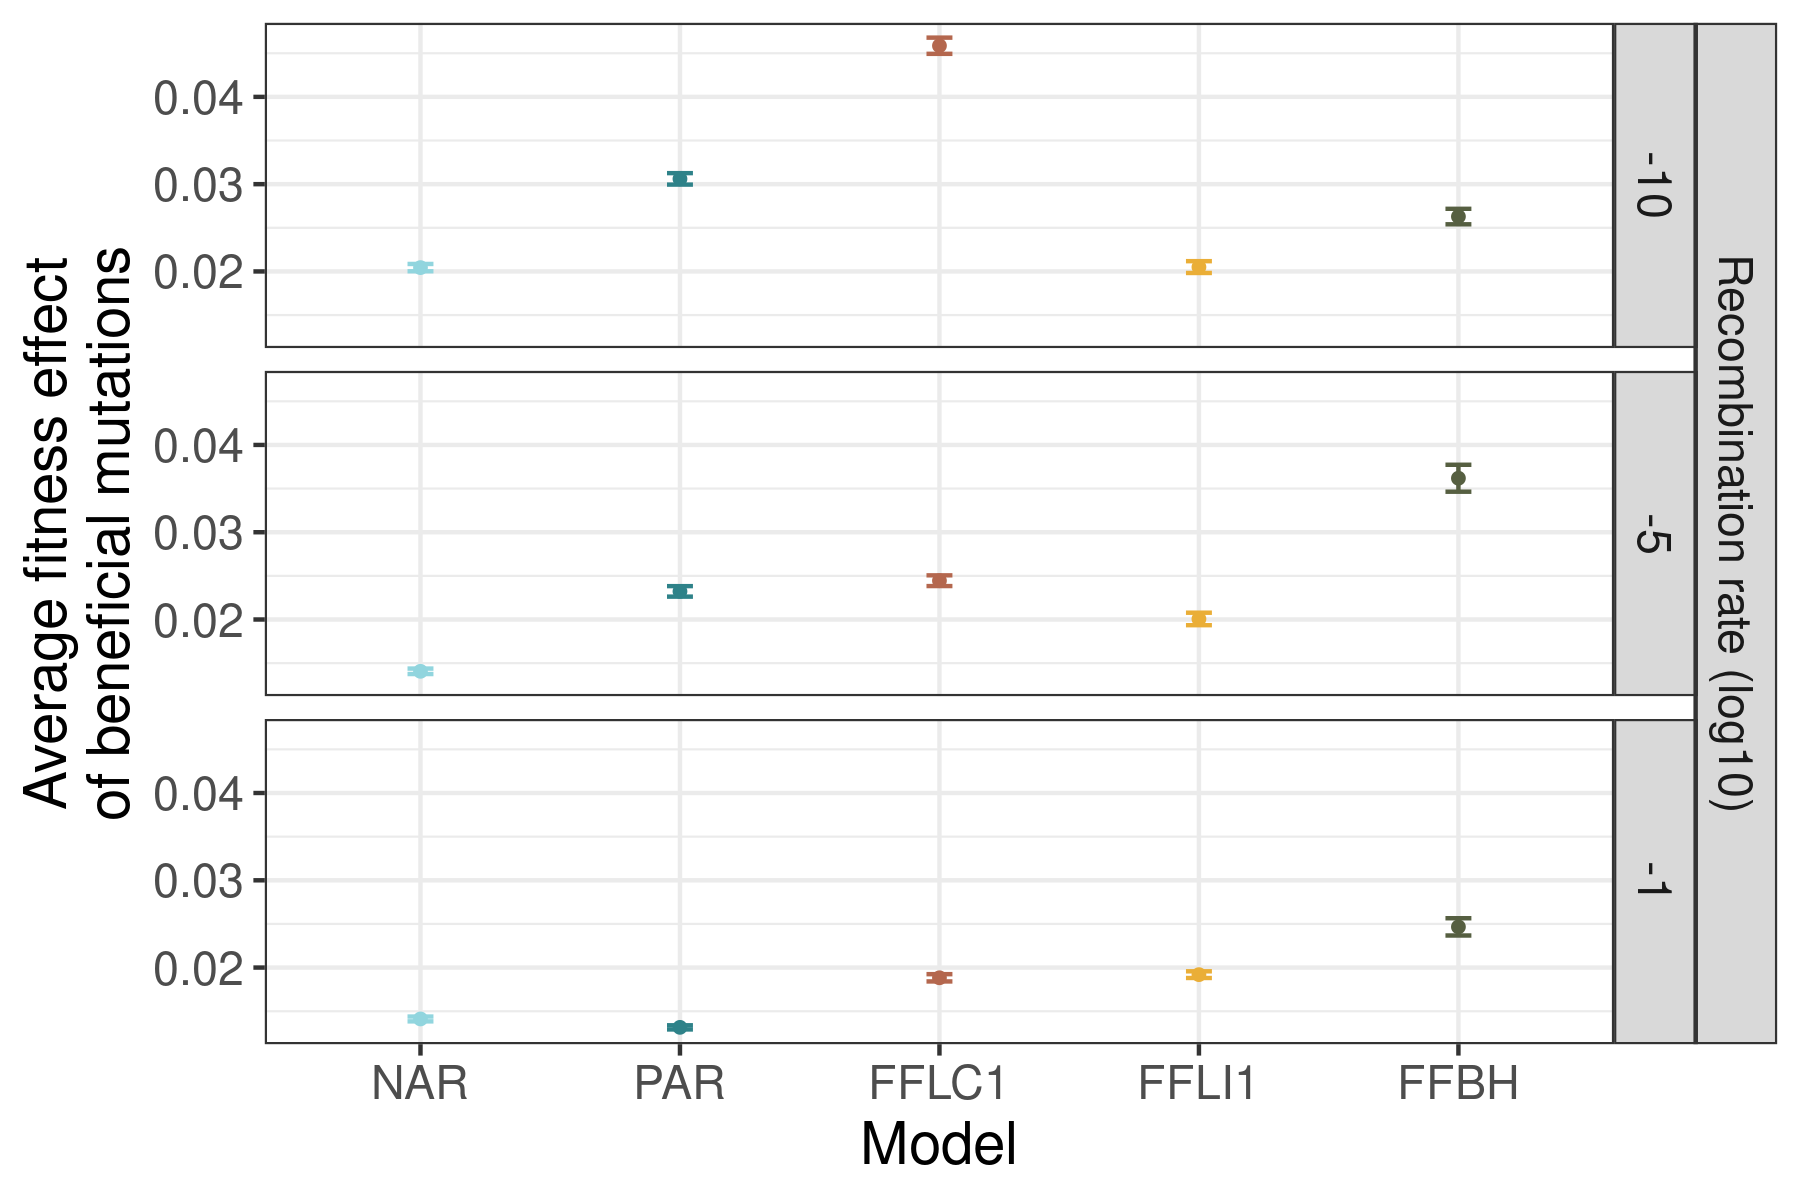 Average fitness effect
of beneficial mutations
0.04
0.03
0.02
-10
0.04
0.03
0.02
-5
0.04
0.03
0.02
-1
Recombination rate (log10)
NAR
PAR
FFLC1
FFLI1
FFBH
Model